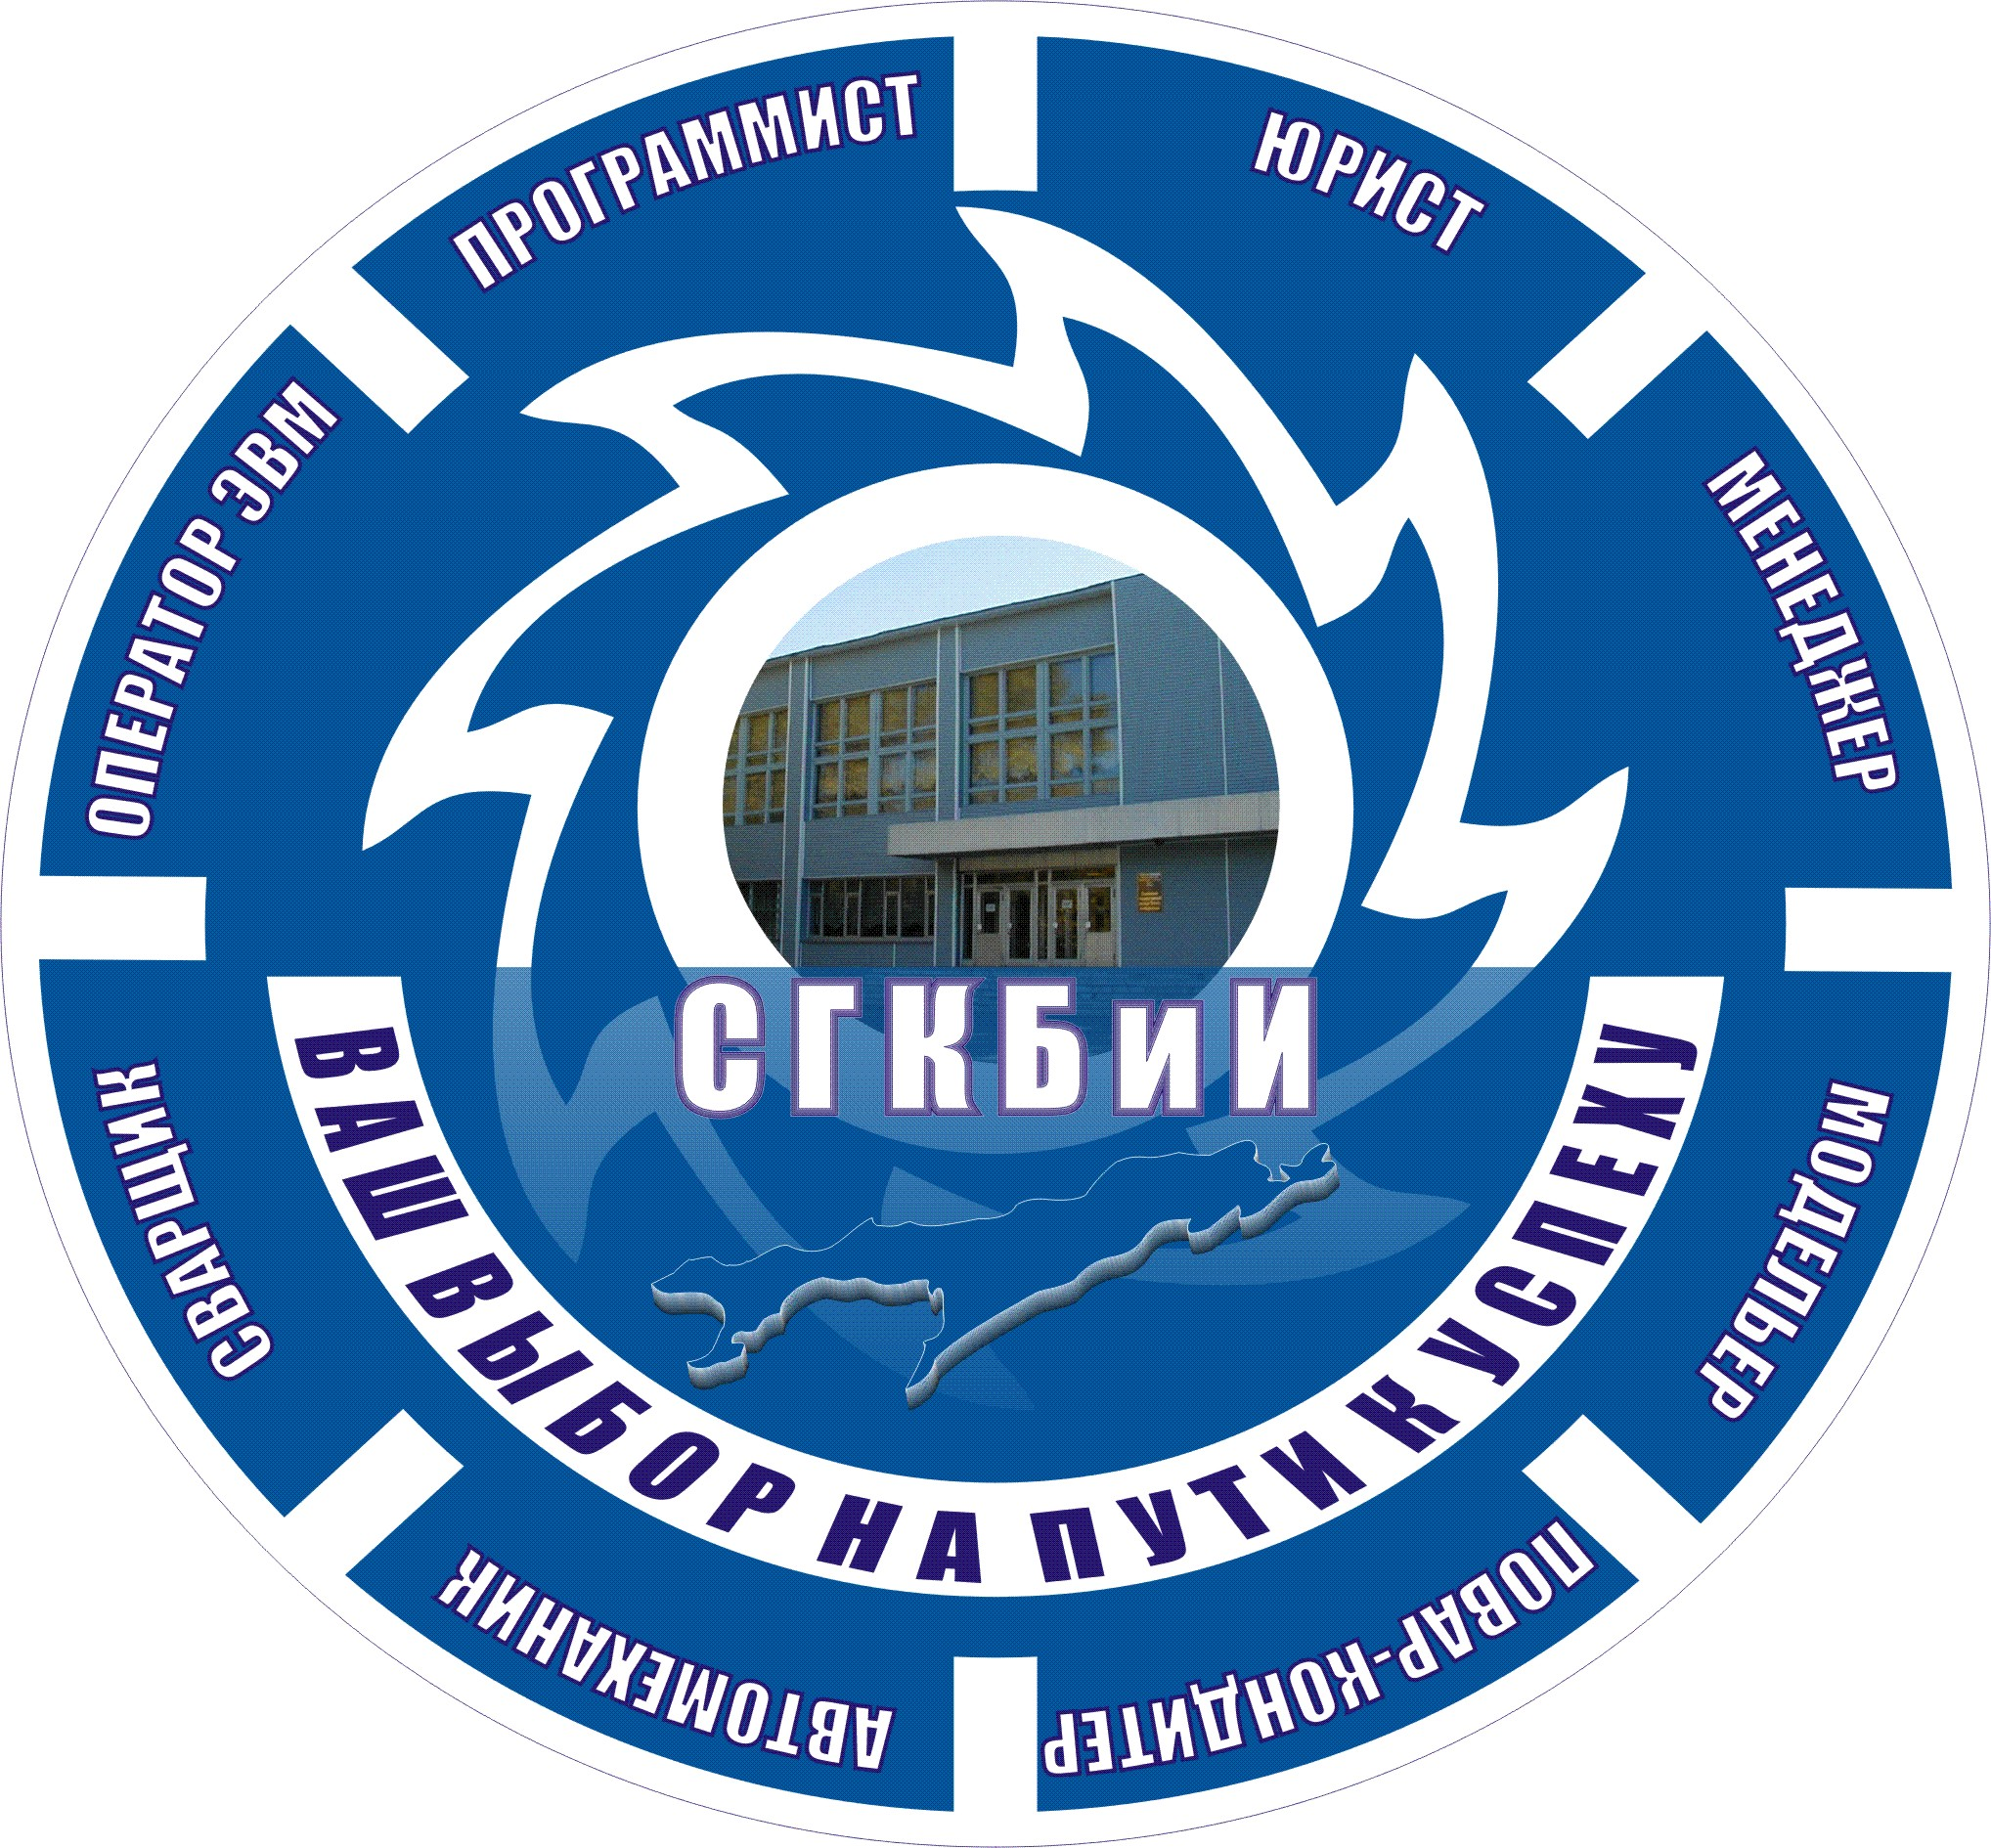 ПРОГРАММИСТ
ЮРИСТ
МЕНЕДЖЕР
МОДЕЛЬЕР
ПОВАР-КОНДИТЕР
АВТОМЕХАНИК
СВАРЩИК
ОПЕРАТОР ЭВМ
СГКБиИ
ВАШ ВЫБОР НА ПУТИ К УСПЕХУ